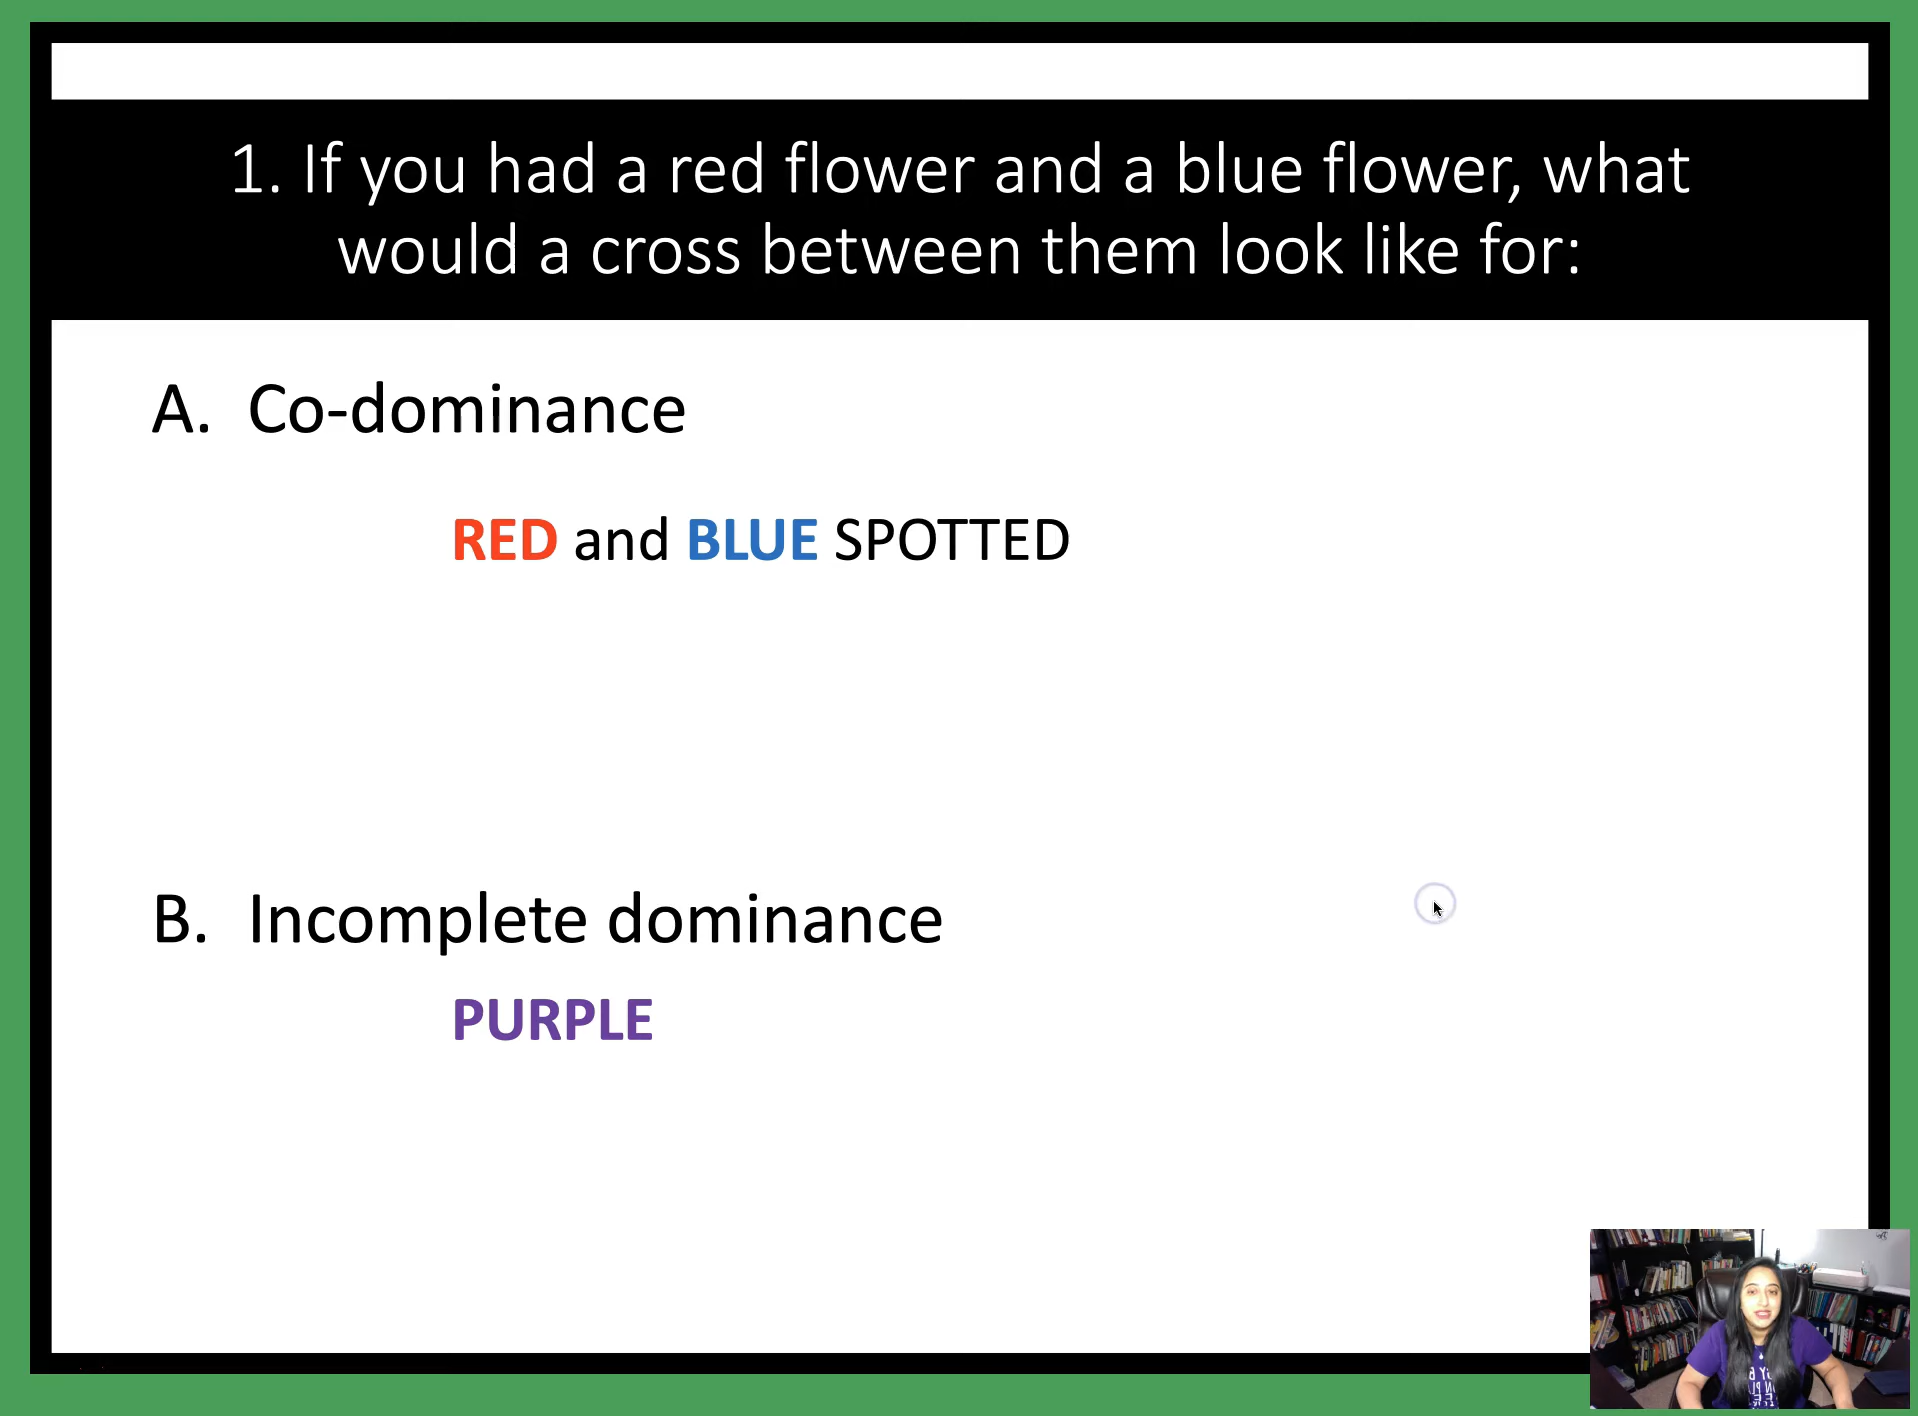 1. If you had a red flower and a blue flower, what
would a cross between them look like for:
A. Co-dominance
RED and BLUE SPOTTED
B. Incomplete dominance
PURPLE